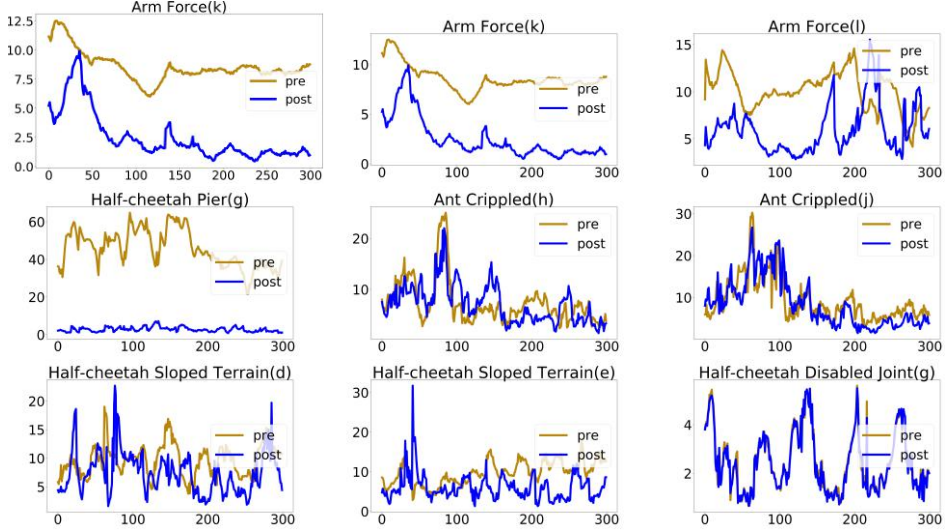 Arm Force(k)
12.5
10.0
7.5
5.0
2.5
0.0
0 50 100 150 200 250 300
pre
post
Arm Force(k)
10
5
0
0 100 200 300
pre
post
Arm Force(l)
15
10
5
0 100 200 300
pre
post
Half-cheetah Pier(g)
60
40
20
0
0 100 200 300
pre
post
Ant Crippled(h)
20
10
0 100 200 300
pre
post
Ant Crippled(j)
30
20
10
0 100 200 300
pre
post
Half-cheetah Sloped Terrain(d)
20
15
10
5
0 100 200 300
pre
post
Half-cheetah Sloped Terrain(e)
30
20
10
0
0 100 200 300
pre
post
Half-cheetah Disabled Joint(g)
4
2
0 100 200 300
pre
post